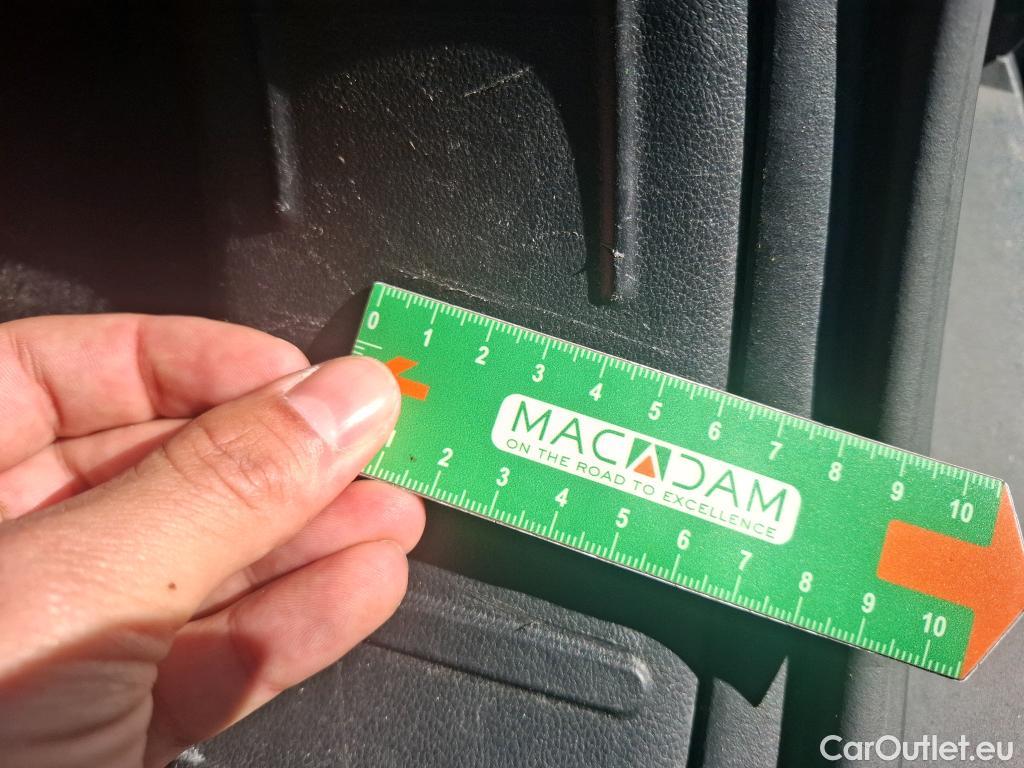 0 1 2 3 4 5 6 7 8 9 10
MACADAM
ON THE ROAD TO EXCELLENCE
2 3 4 5 6 7 8 9 10
CarOutlet.eu